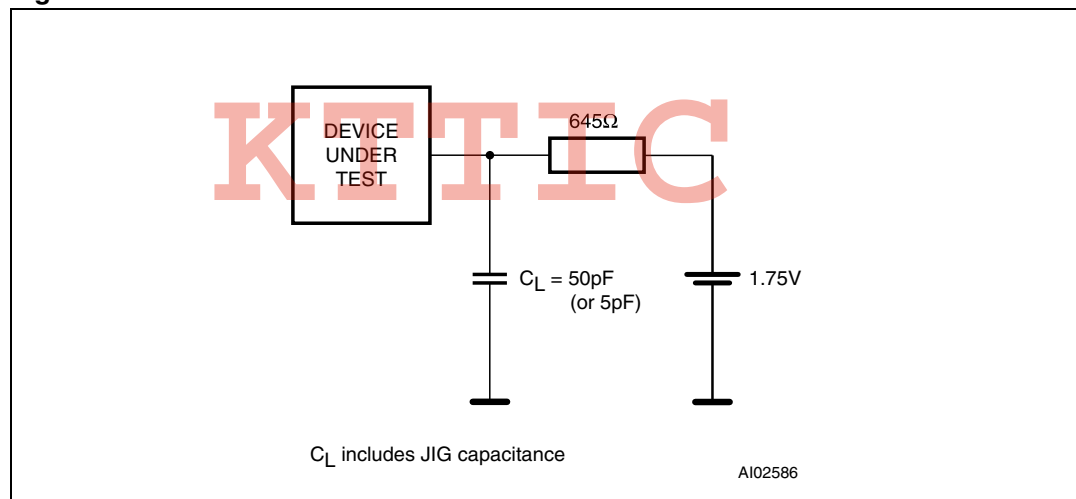 KTTIC
DEVICE
UNDER
TEST
645Ω
CL = 50pF
(or 5pF)
1.75V
CL includes JIG capacitance
AI02586